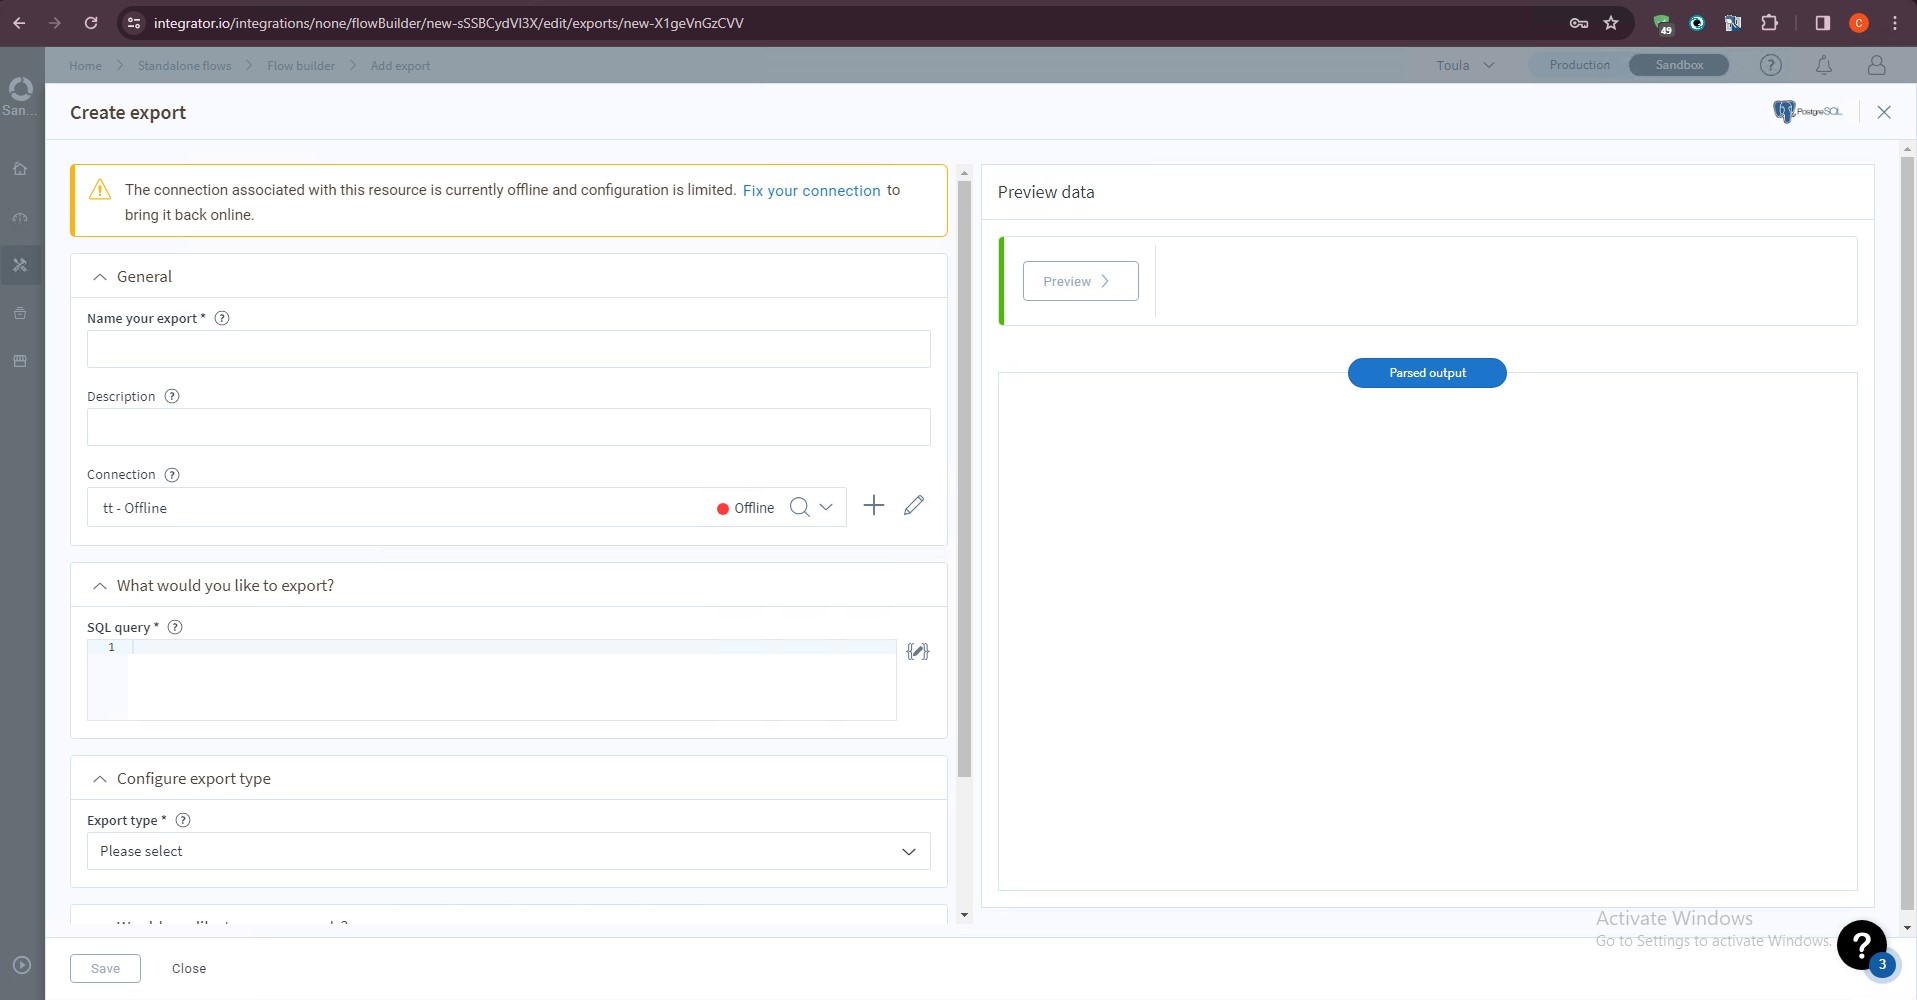 integrator.io/integrations/none/flowBuilder/new-sSSBCydVl3X/edit/exports/new-X1geVnGzCVV
49
C
Home
Standalone flows
Flow builder
Add export
Toula
Production
Sandbox
?
San...
Create export
PostgreSQL
The connection associated with this resource is currently offline and configuration is limited. Fix your connection to
bring it back online.
General
Name your export * ?
Description ?
Connection ?
tt - Offline
Offline
What would you like to export?
SQL query * ?
1
Configure export type
Export type * ?
Please select
Save
Close
Preview data
Preview
Parsed output
Activate Windows
Go to Settings to activate Windows.
?
3